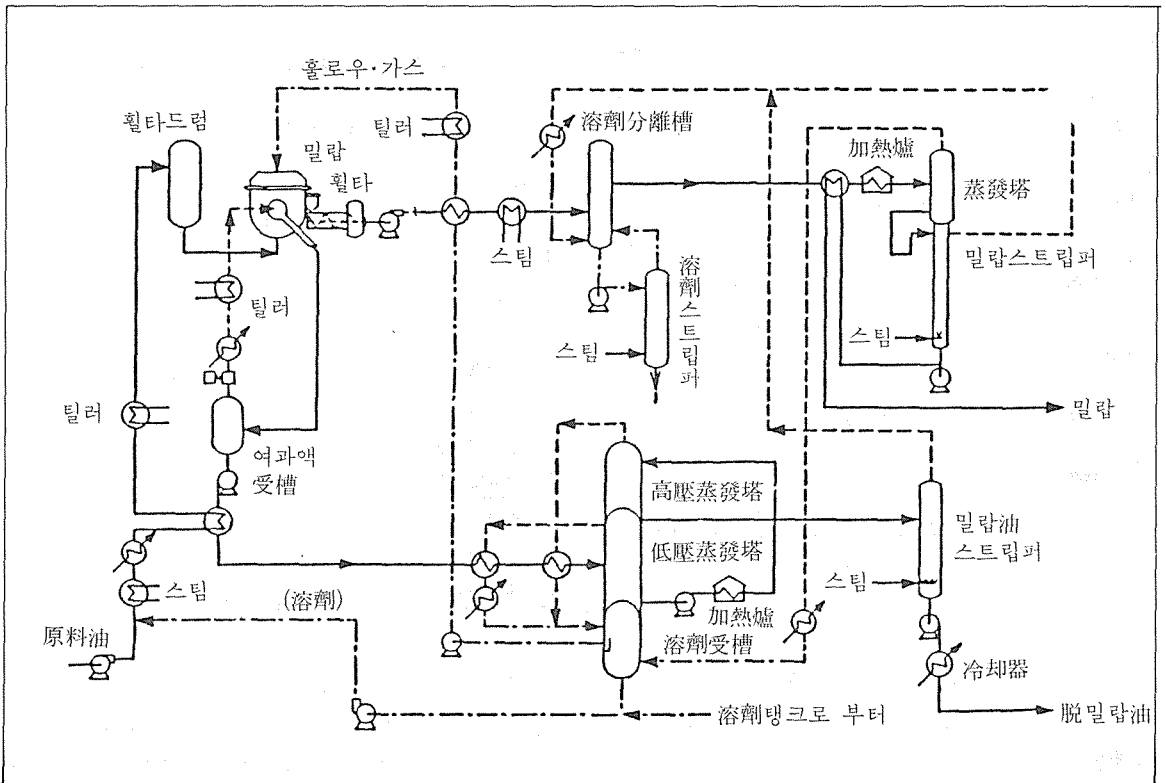 훌로우·가스
휠타드럼
틸러
밀랍
휠타
溶劑分離槽
加熱爐
蒸發塔
밀랍스트립퍼
스팀
溶劑스트립퍼
틸러
스팀
스팀
틸러
밀랍
여과액
受槽
高壓蒸發塔
低壓蒸發塔
밀랍油
스트립퍼
스팀
스팀
(溶劑)
加熱爐
原料油
溶劑受槽
冷却器
溶劑탱크로 부터
脫밀랍油